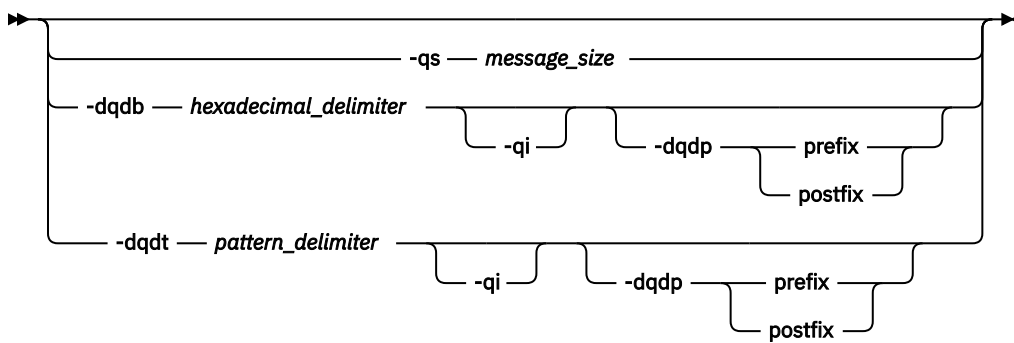 -qs message_size
-dqdb hexadecimal_delimiter
-qi -dqdp prefix
postfix
-dqdt pattern_delimiter
-qi -dqdp prefix
postfix